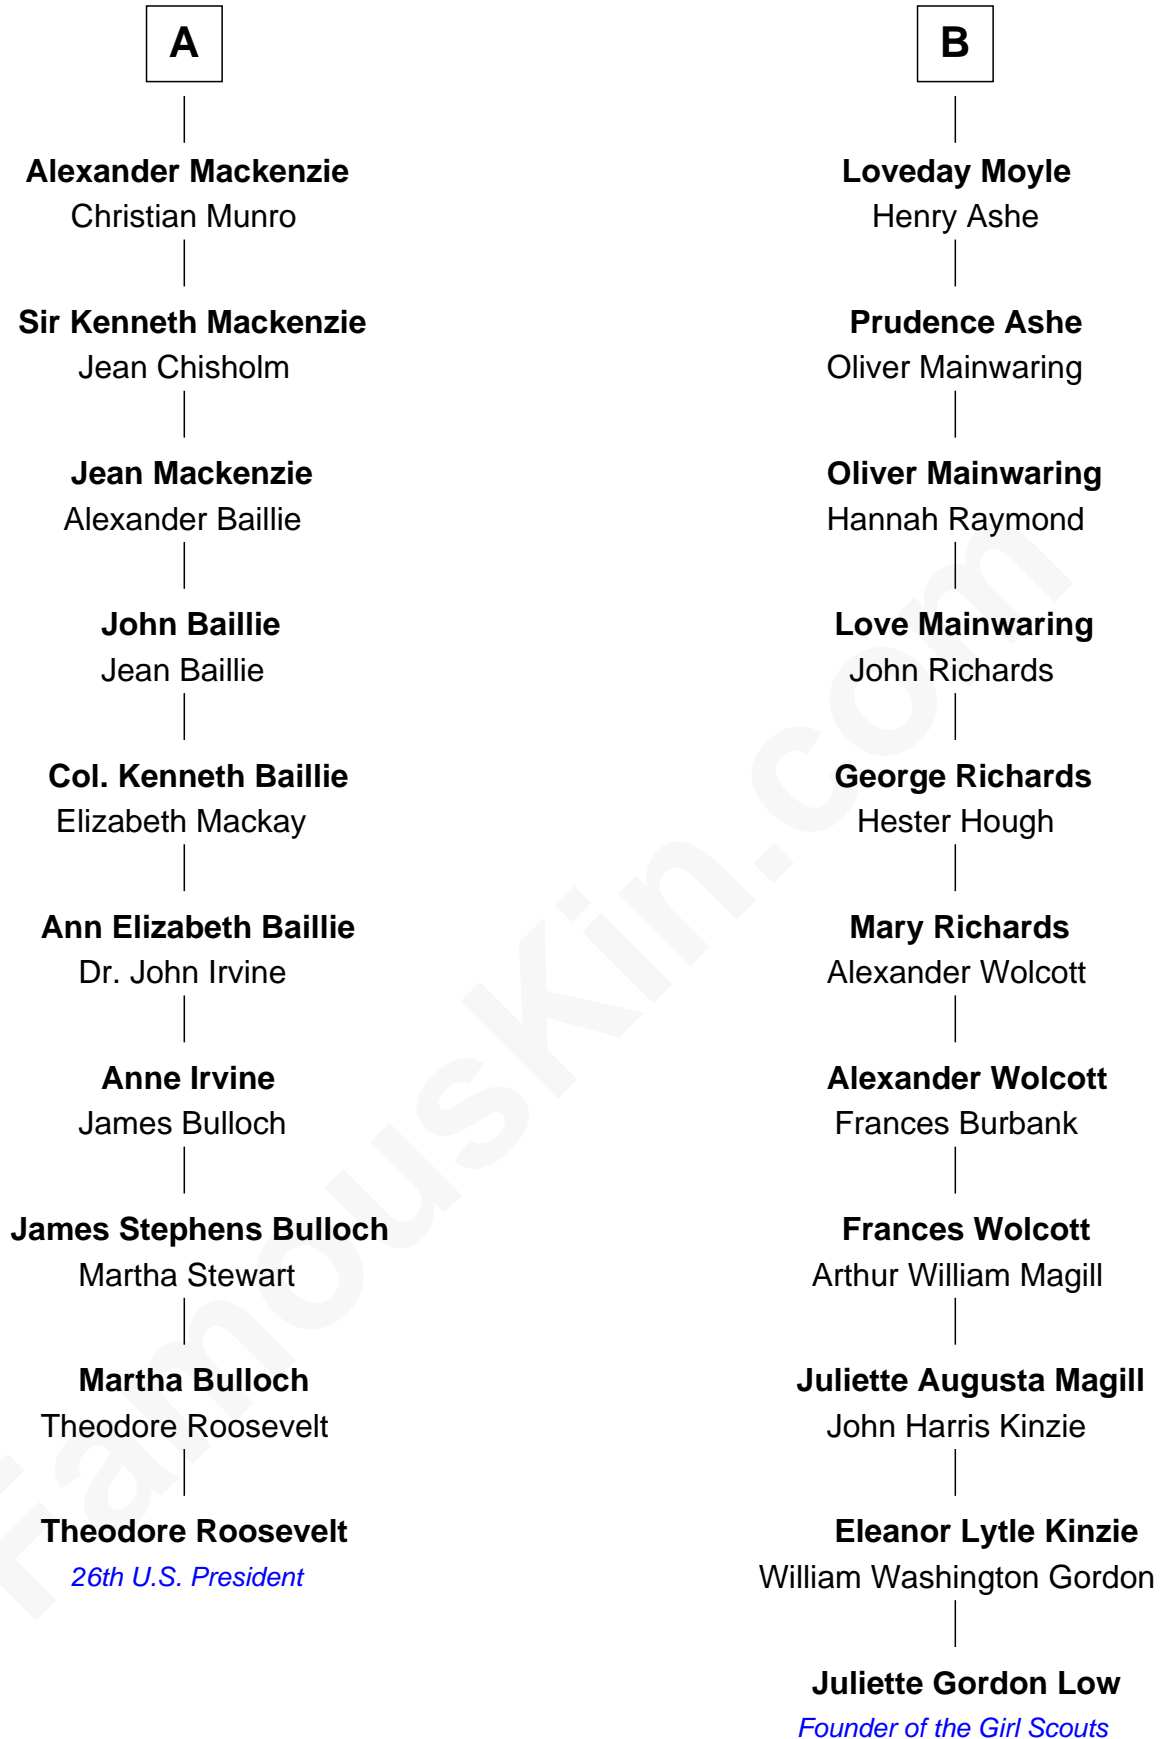 A
Alexander Mackenzie
Christian Munro
Sir Kenneth Mackenzie
Jean Chisholm
Jean Mackenzie
Alexander Baillie
John Baillie
Jean Baillie
Col. Kenneth Baillie
Elizabeth Mackay
Ann Elizabeth Baillie
Dr. John Irvine
Anne Irvine
James Bulloch
James Stephens Bulloch
Martha Stewart
Martha Bulloch
Theodore Roosevelt
Theodore Roosevelt
26th U.S. President
B
Loveday Moyle
Henry Ashe
Prudence Ashe
Oliver Mainwaring
Oliver Mainwaring
Hannah Raymond
Love Mainwaring
John Richards
George Richards
Hester Hough
Mary Richards
Alexander Wolcott
Alexander Wolcott
Frances Burbank
Frances Wolcott
Arthur William Magill
Juliette Augusta Magill
John Harris Kinzie
Eleanor Lytle Kinzie
William Washington Gordon
Juliette Gordon Low
Founder of the Girl Scouts
FamousKin.com